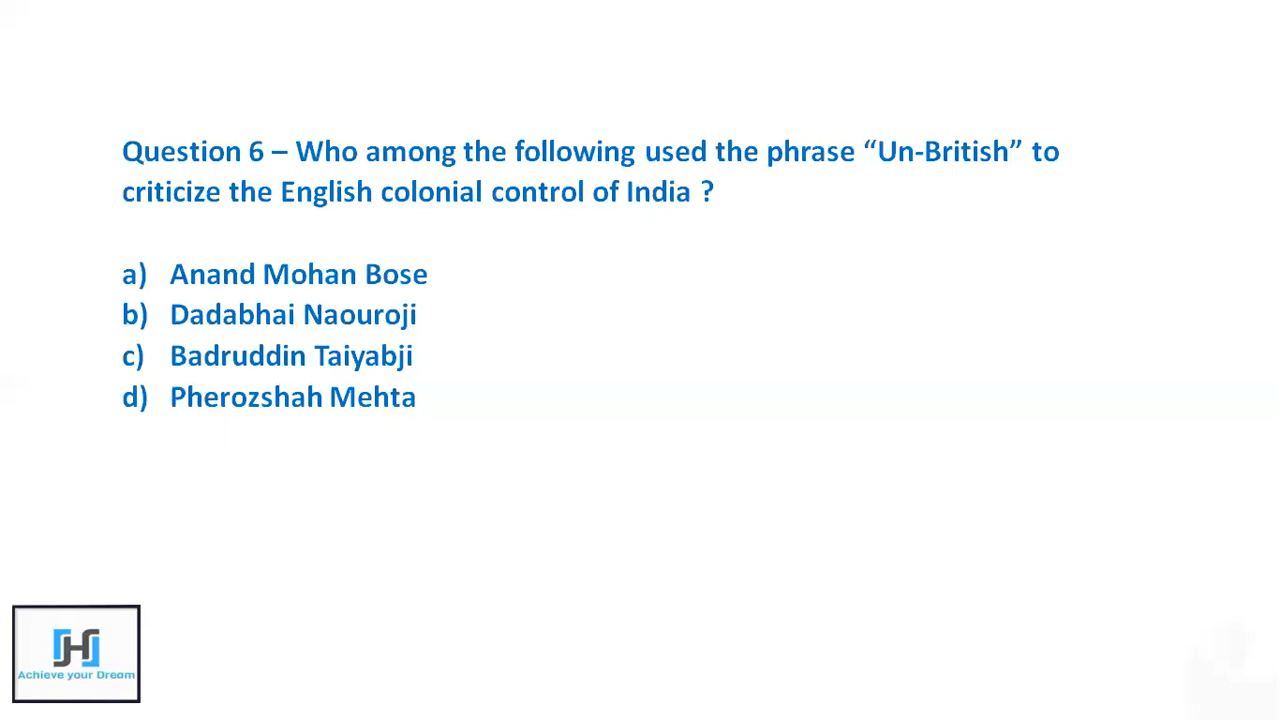 Question 6 – Who among the following used the phrase “Un-British” to
criticize the English colonial control of India ?
a) Anand Mohan Bose
b) Dadabhai Naouroji
c) Badruddin Taiyabji
d) Pherozshah Mehta
Achieve your Dream